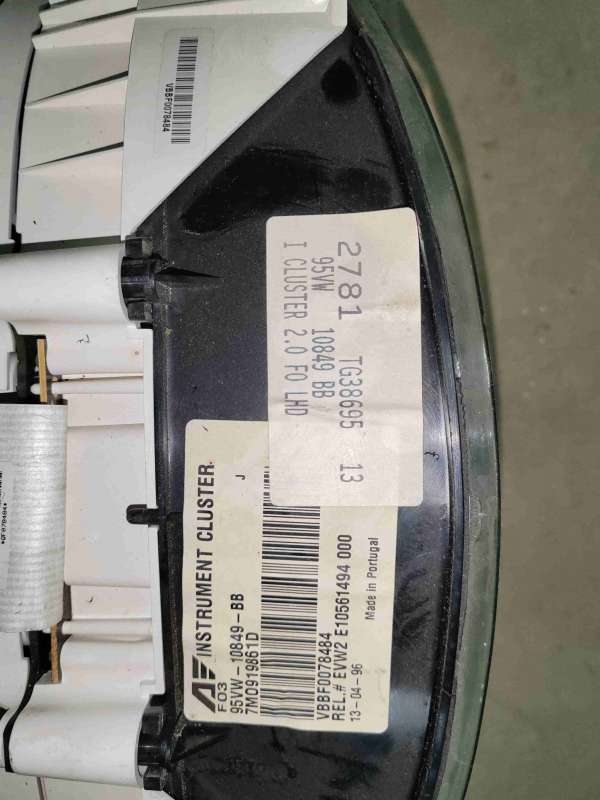 VBBF0078484
2781 TG38695 13
95VW 10849 BB
I CLUSTER 2.0 FO LHD
AF INSTRUMENT CLUSTER
J
F03
95VW-10849-BB
7M0919861D
VBBF0078484
REL.# EVW2 E10561494 000
13-04-96
Made in Portugal